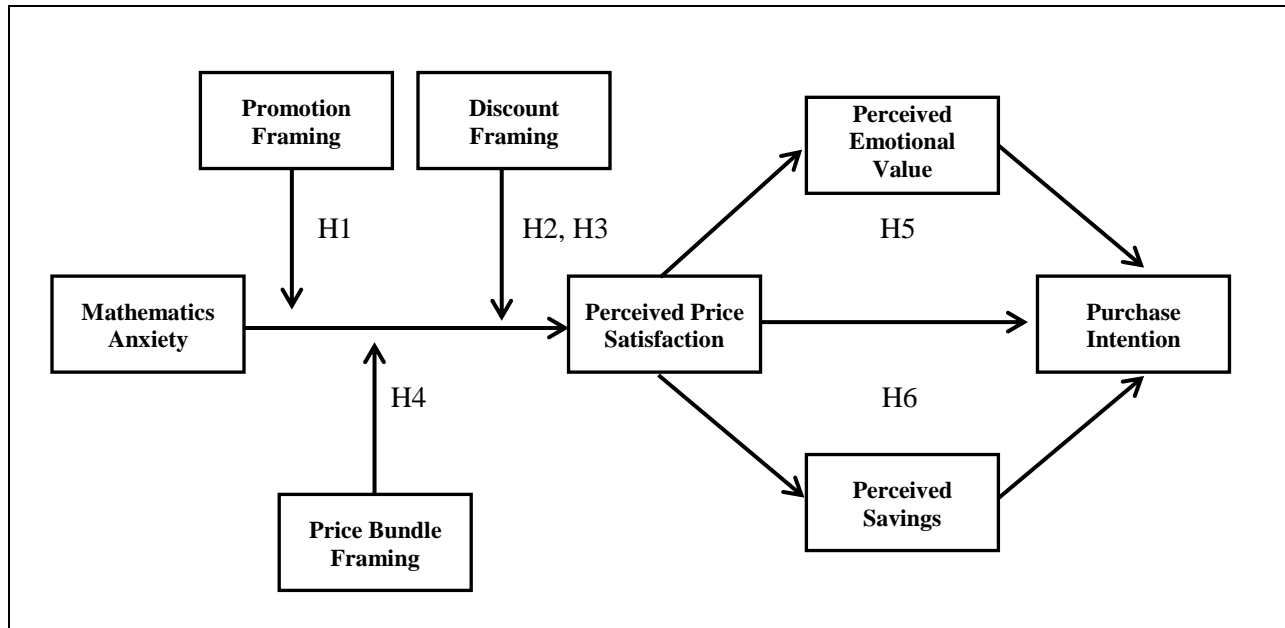 Promotion
Framing
Discount
Framing
Perceived
Emotional
Value
H1
H2, H3
H5
Mathematics
Anxiety
Perceived Price
Satisfaction
Purchase
Intention
H4
H6
Price Bundle
Framing
Perceived
Savings